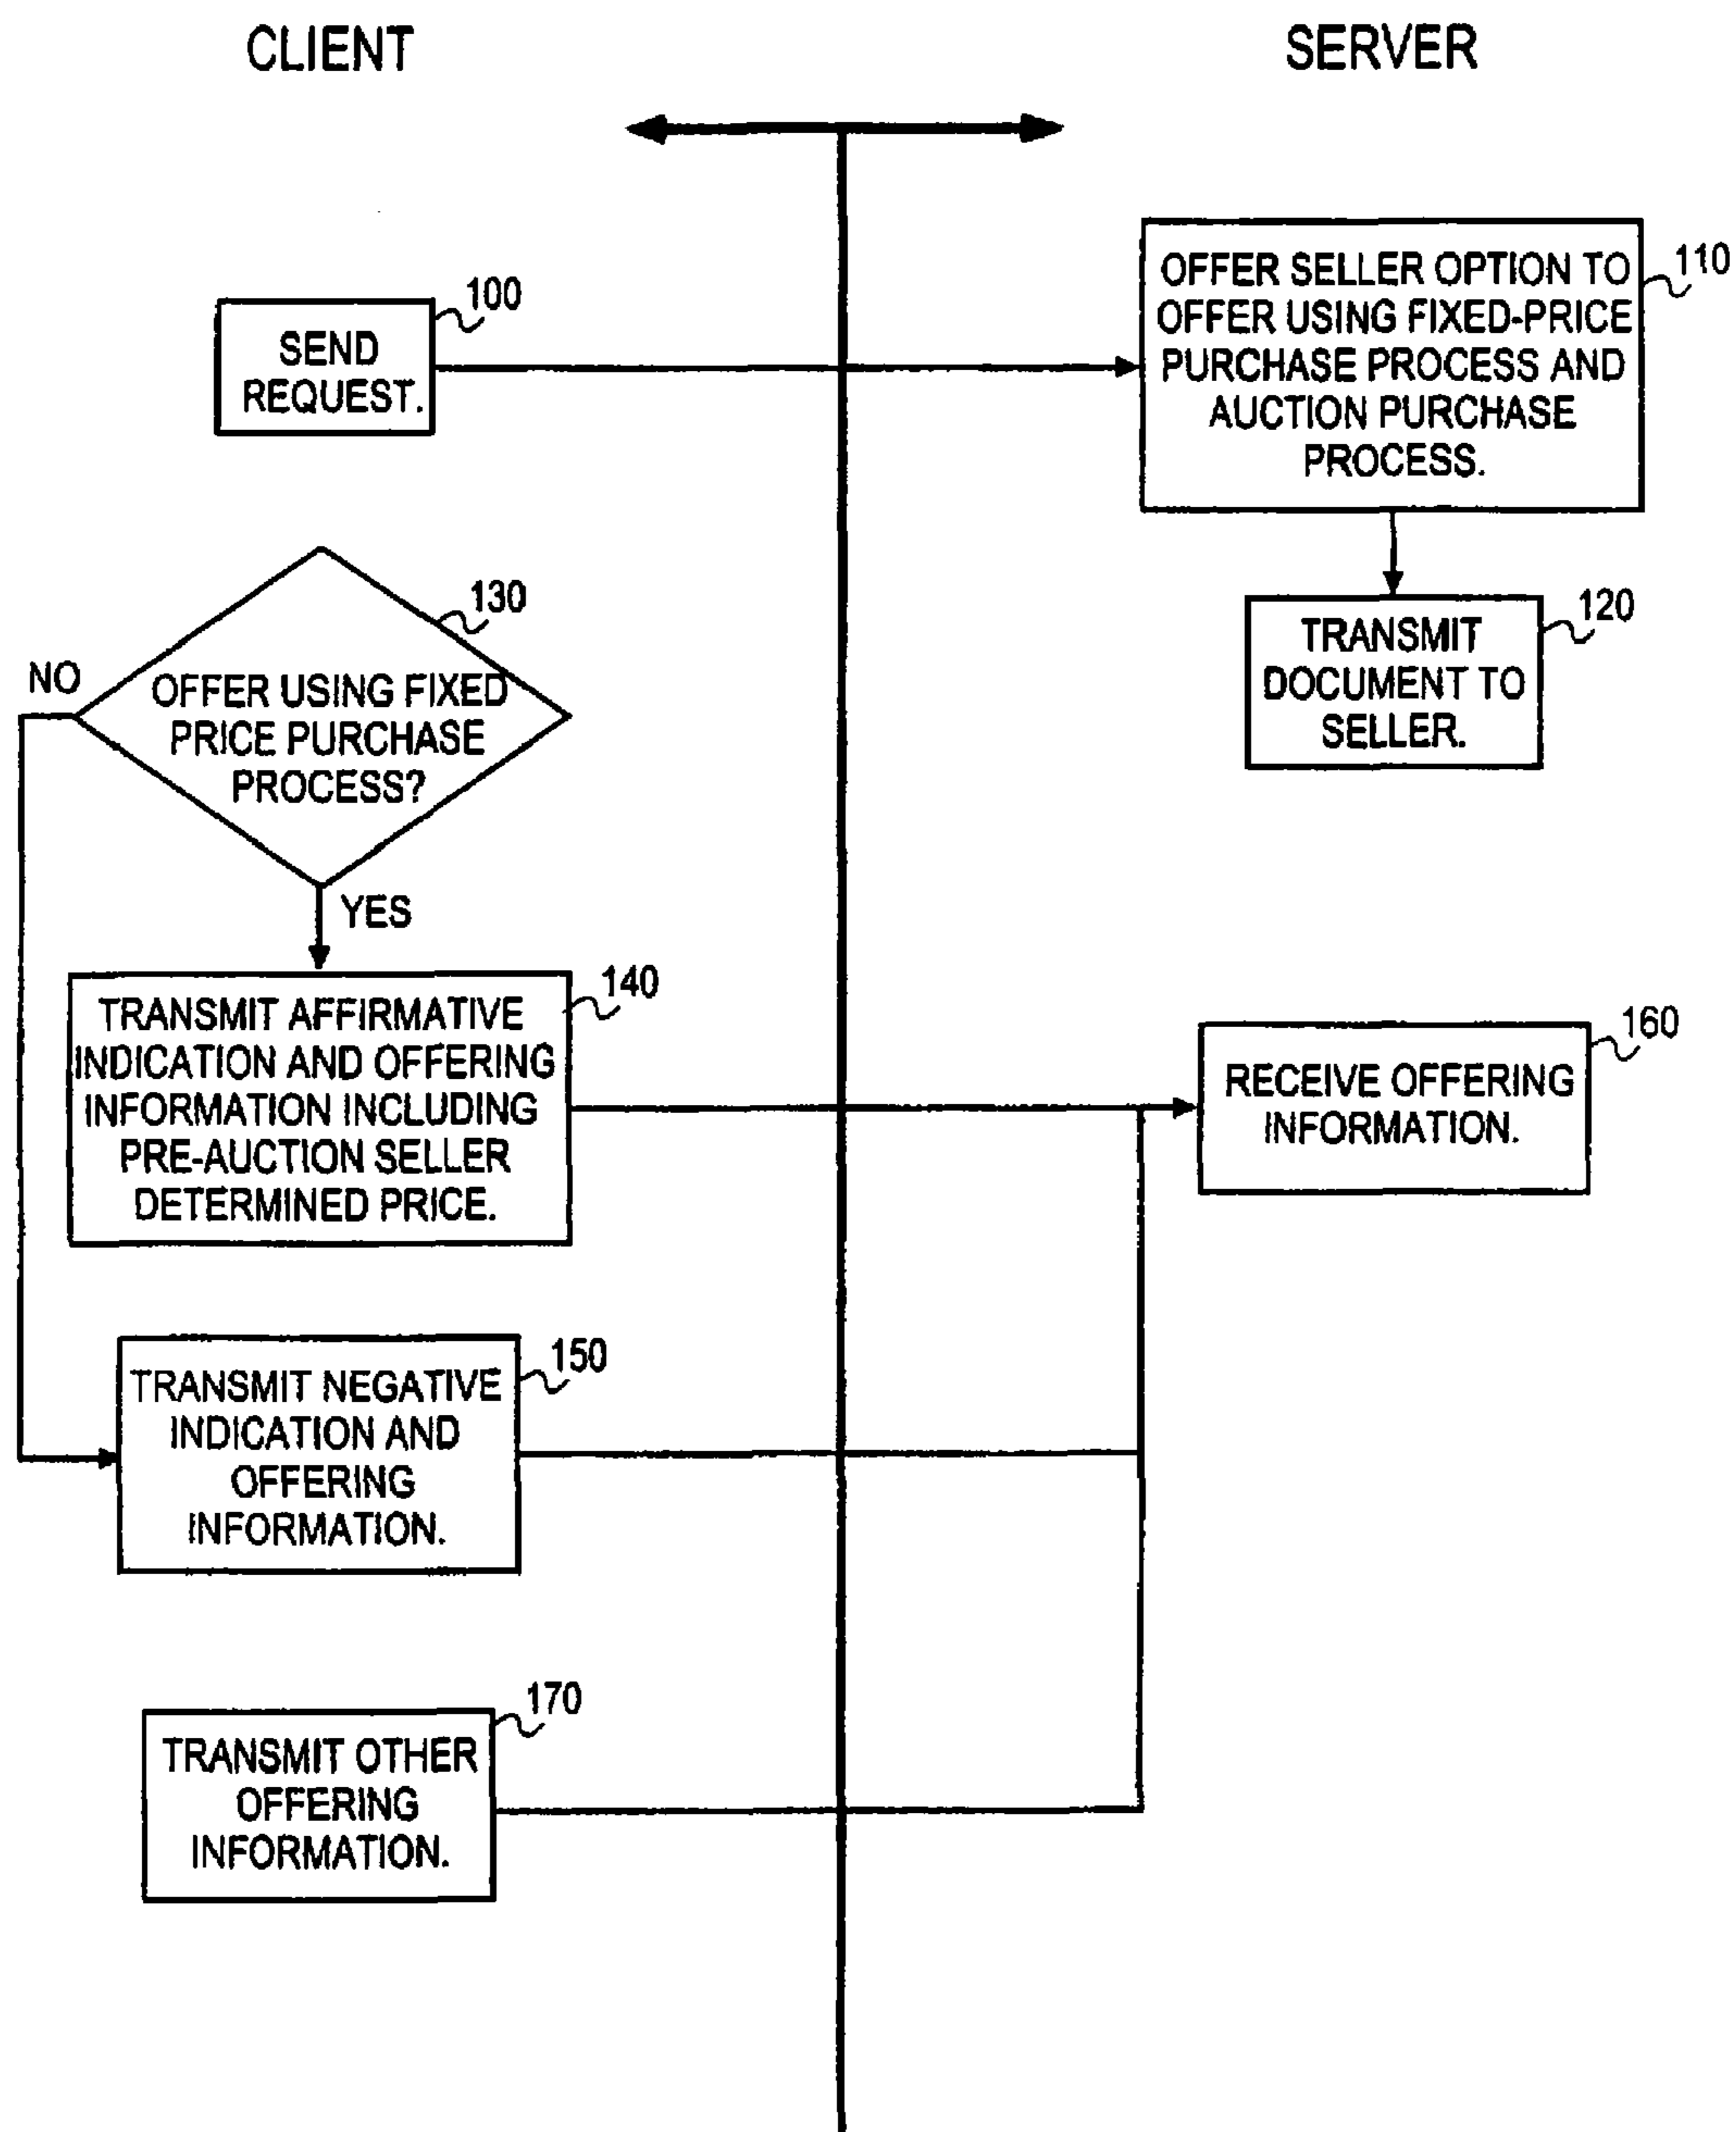 CLIENT
SERVER
100
SEND
REQUEST.
110
OFFER SELLER OPTION TO
OFFER USING FIXED-PRICE
PURCHASE PROCESS AND
AUCTION PURCHASE
PROCESS.
120
TRANSMIT
DOCUMENT TO
SELLER.
130
NO
OFFER USING FIXED
PRICE PURCHASE
PROCESS?
YES
140
TRANSMIT AFFIRMATIVE
INDICATION AND OFFERING
INFORMATION INCLUDING
PRE-AUCTION SELLER
DETERMINED PRICE.
160
RECEIVE OFFERING
INFORMATION.
150
TRANSMIT NEGATIVE
INDICATION AND
OFFERING
INFORMATION.
170
TRANSMIT OTHER
OFFERING
INFORMATION.